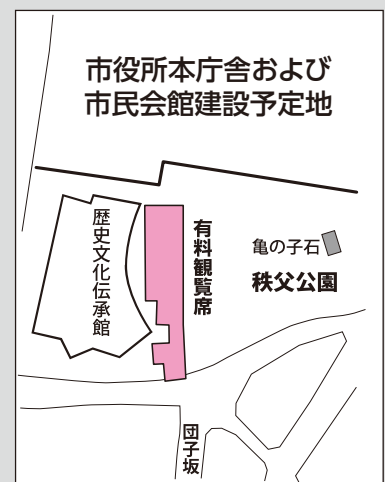 市役所本庁舎および
市民会館建設予定地
歴史文化伝承館
有料観覧席
亀の子石
秩父公園
団子坂